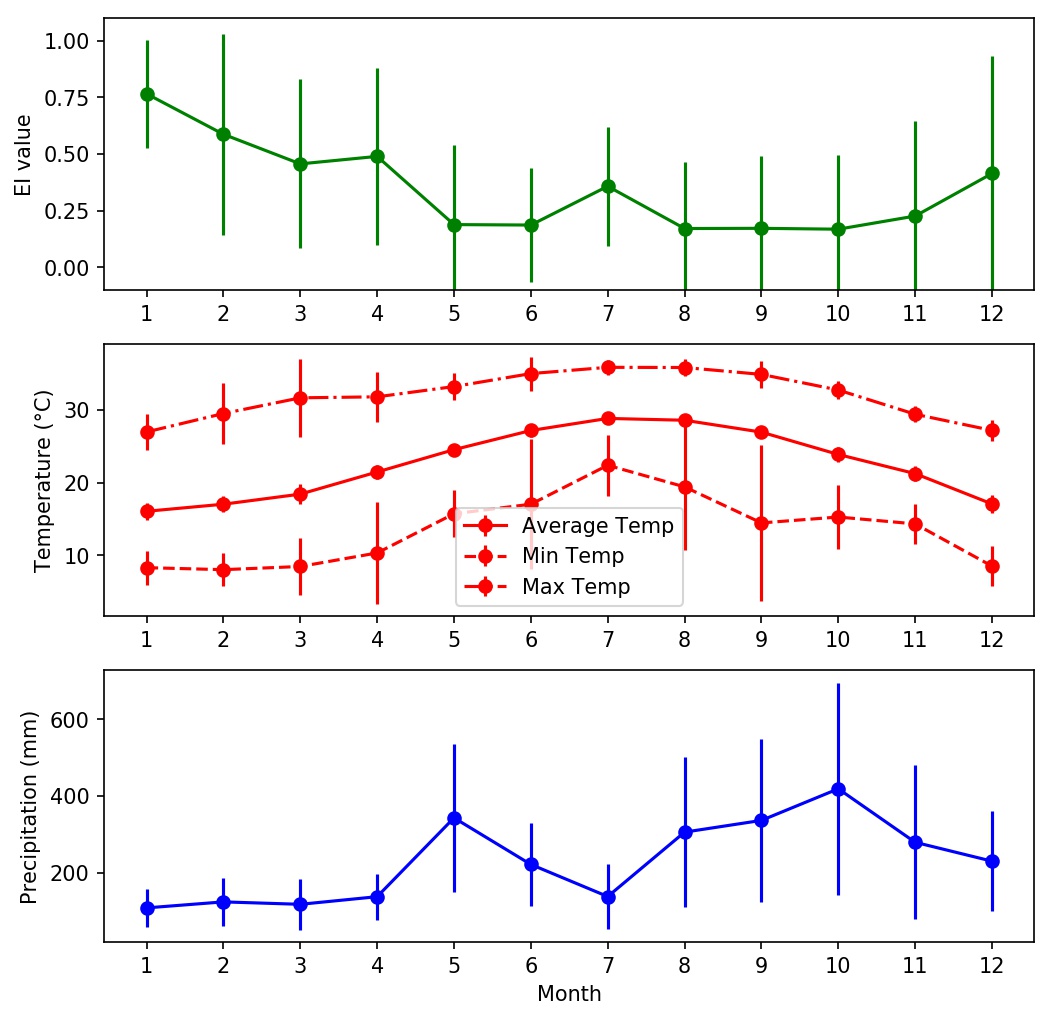 EI value
1.00
0.75
0.50
0.25
0.00
1 2 3 4 5 6 7 8 9 10 11 12
Temperature (°C)
30
20
10
Average Temp
Min Temp
Max Temp
1 2 3 4 5 6 7 8 9 10 11 12
Precipitation (mm)
600
400
200
1 2 3 4 5 6 7 8 9 10 11 12
Month